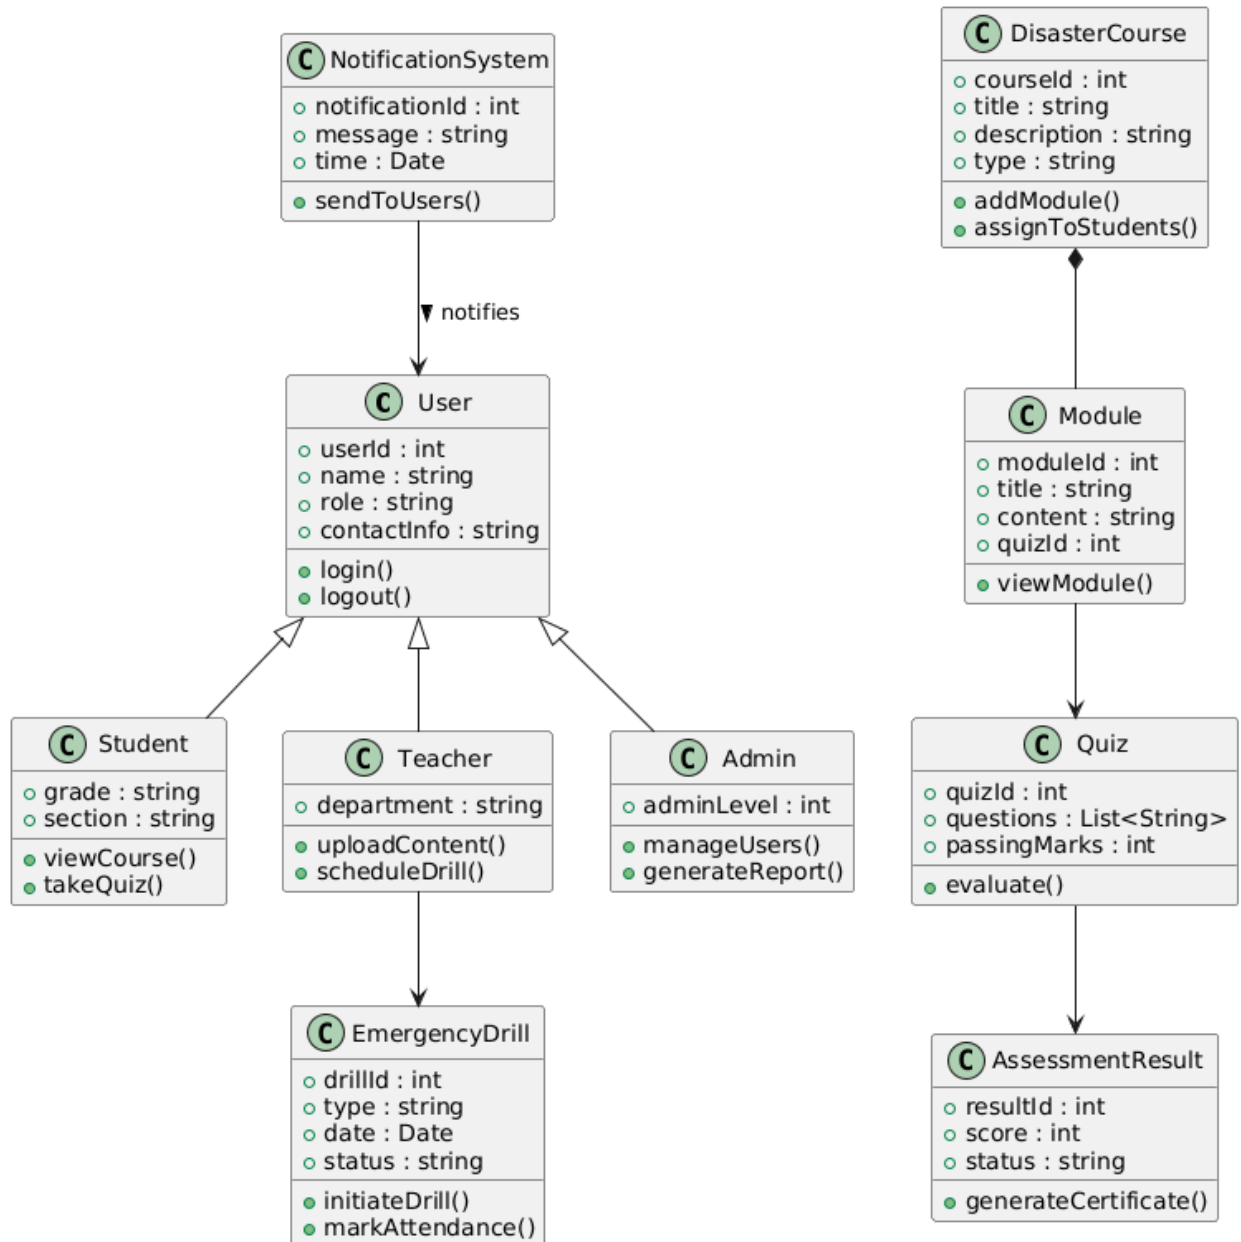 C NotificationSystem
notificationId : int
message : string
time : Date
sendToUsers()
notifies
C User
userId : int
name : string
role : string
contactInfo : string
login()
logout()
C Student
grade : string
section : string
viewCourse()
takeQuiz()
C Teacher
department : string
uploadContent()
scheduleDrill()
C Admin
adminLevel : int
manageUsers()
generateReport()
C EmergencyDrill
drillId : int
type : string
date : Date
status : string
initiateDrill()
markAttendance()
C DisasterCourse
courseId : int
title : string
description : string
type : string
addModule()
assignToStudents()
C Module
moduleId : int
title : string
content : string
quizId : int
viewModule()
C Quiz
quizId : int
questions : List<String>
passingMarks : int
evaluate()
C AssessmentResult
resultId : int
score : int
status : string
generateCertificate()